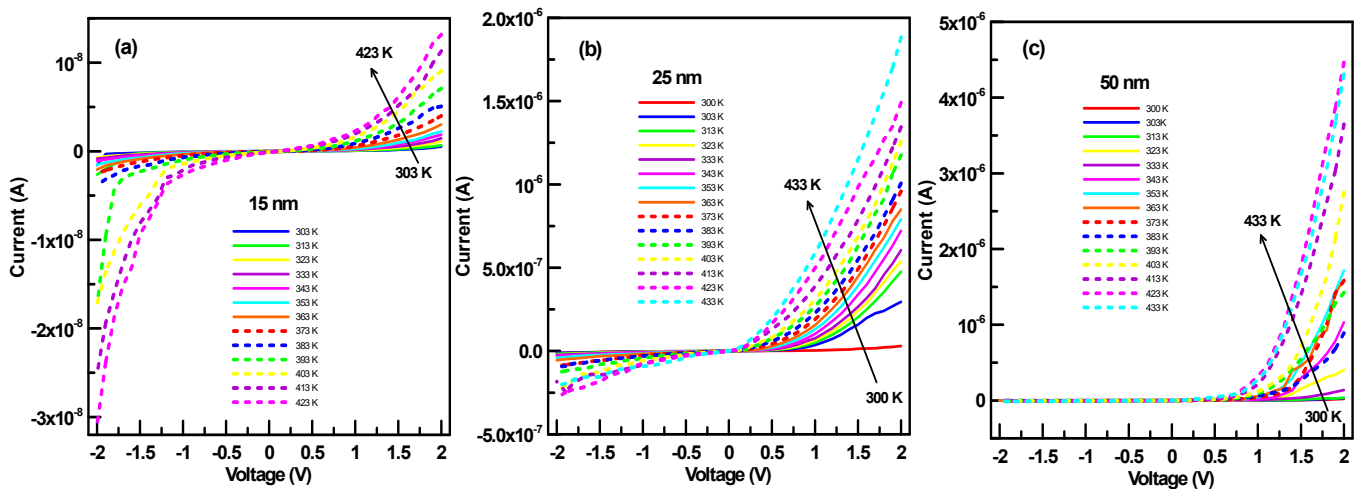 (a)
423 K
303 K
15 nm
303 K
313 K
323 K
333 K
343 K
353 K
363 K
373 K
383 K
393 K
403 K
413 K
423 K
10⁻⁸
0
-1x10⁻⁸
-2x10⁻⁸
-3x10⁻⁸
Current (A)
-2 -1.5 -1 -0.5 0 0.5 1 1.5 2
Voltage (V)
(b)
25 nm
300 K
303 K
313 K
323 K
333 K
343 K
353 K
363 K
373 K
383 K
393 K
403 K
413 K
423 K
433 K
433 K
300 K
2.0x10⁻⁶
1.5x10⁻⁶
10⁻⁶
5.0x10⁻⁷
0.0
-5.0x10⁻⁷
Current (A)
-2 -1.5 -1 -0.5 0 0.5 1 1.5 2
Voltage (V)
(c)
50 nm
300 K
303K
313 K
323 K
333 K
343 K
353 K
363 K
373 K
383 K
393 K
403 K
413 K
423 K
433 K
433 K
300 K
5x10⁻⁶
4x10⁻⁶
3x10⁻⁶
2x10⁻⁶
10⁻⁶
0
Current (A)
-2 -1.5 -1 -0.5 0 0.5 1 1.5 2
Voltage (V)